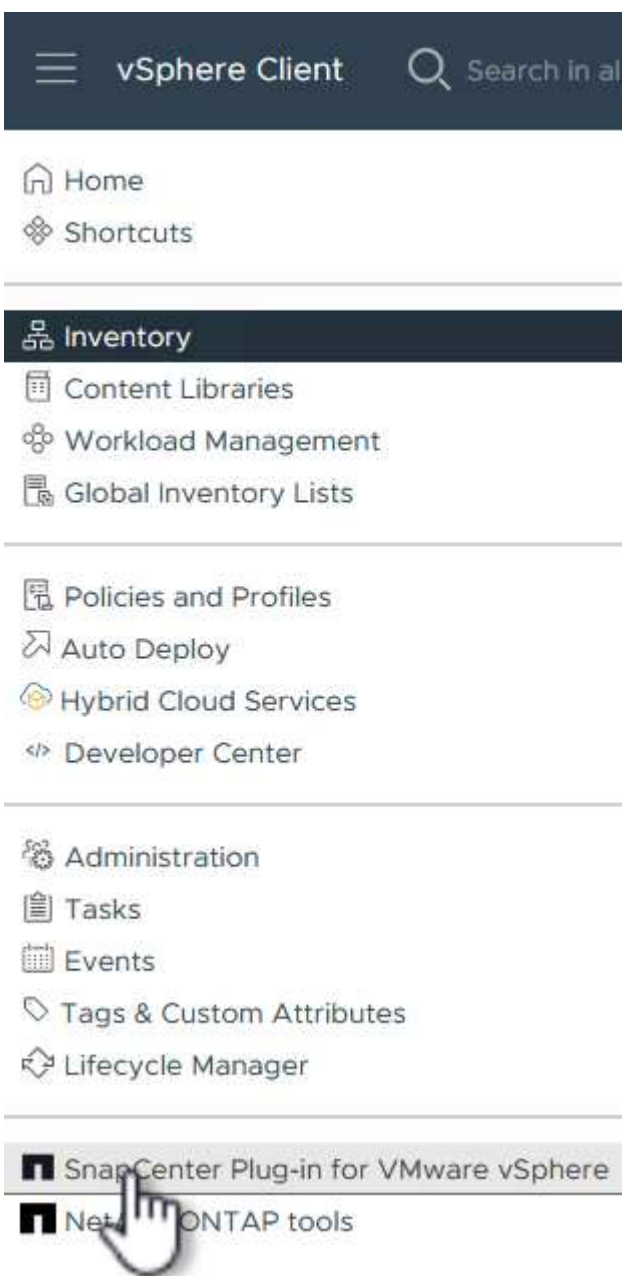 vSphere Client
Search in al
Home
Shortcuts
Inventory
Content Libraries
Workload Management
Global Inventory Lists
Policies and Profiles
Auto Deploy
Hybrid Cloud Services
</> Developer Center
Administration
Tasks
Events
Tags & Custom Attributes
Lifecycle Manager
SnapCenter Plug-in for VMware vSphere
ONTAP tools